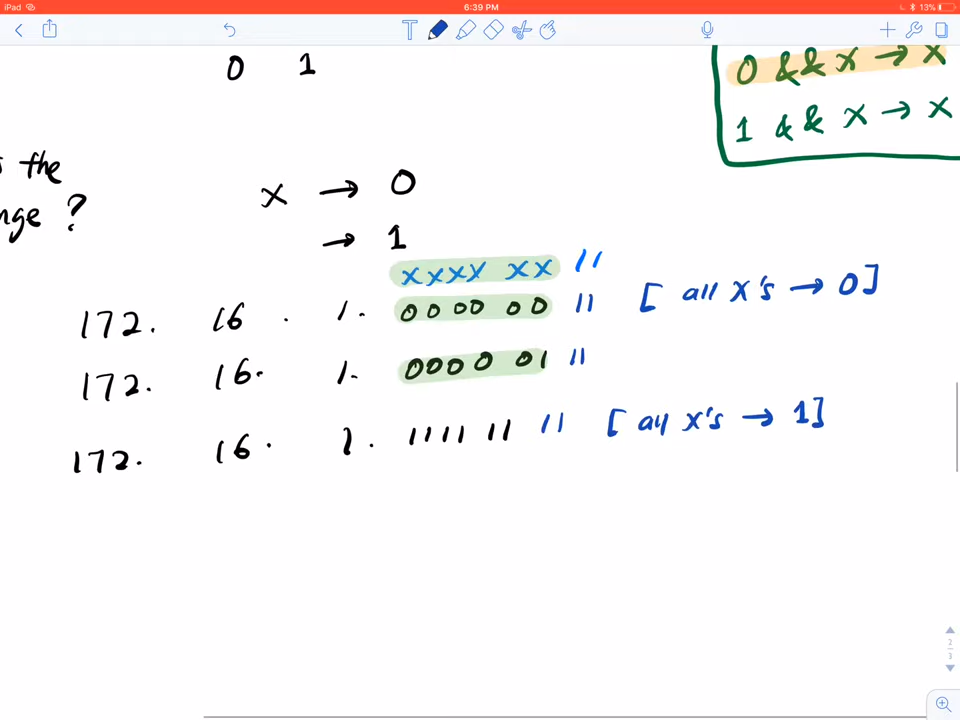 iPad 6:39 PM 13%
T
0 1
0 && x → x
1 && x → x
the
nge ?
x → 0
→ 1
xxxx xx 11
172. 16 . 1. 0000 00 11 [ all x's → 0]
172. 16. 1. 0000 01 11
172. 16. 1. 1111 11 11 [ all x's → 1]
2
3